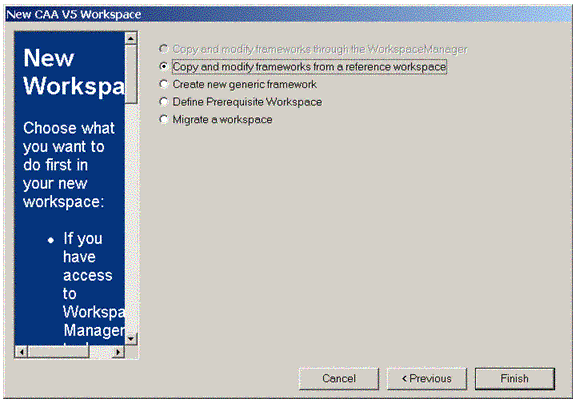 New CAA V5 Workspace
New
Workspa
Choose what
you want to
do first in
your new
workspace:
• If you
have
access
to
Workspa
Manager
Copy and modify frameworks through the WorkspaceManager
Copy and modify frameworks from a reference workspace
Create new generic framework
Define Prerequisite Workspace
Migrate a workspace
Cancel
< Previous
Finish